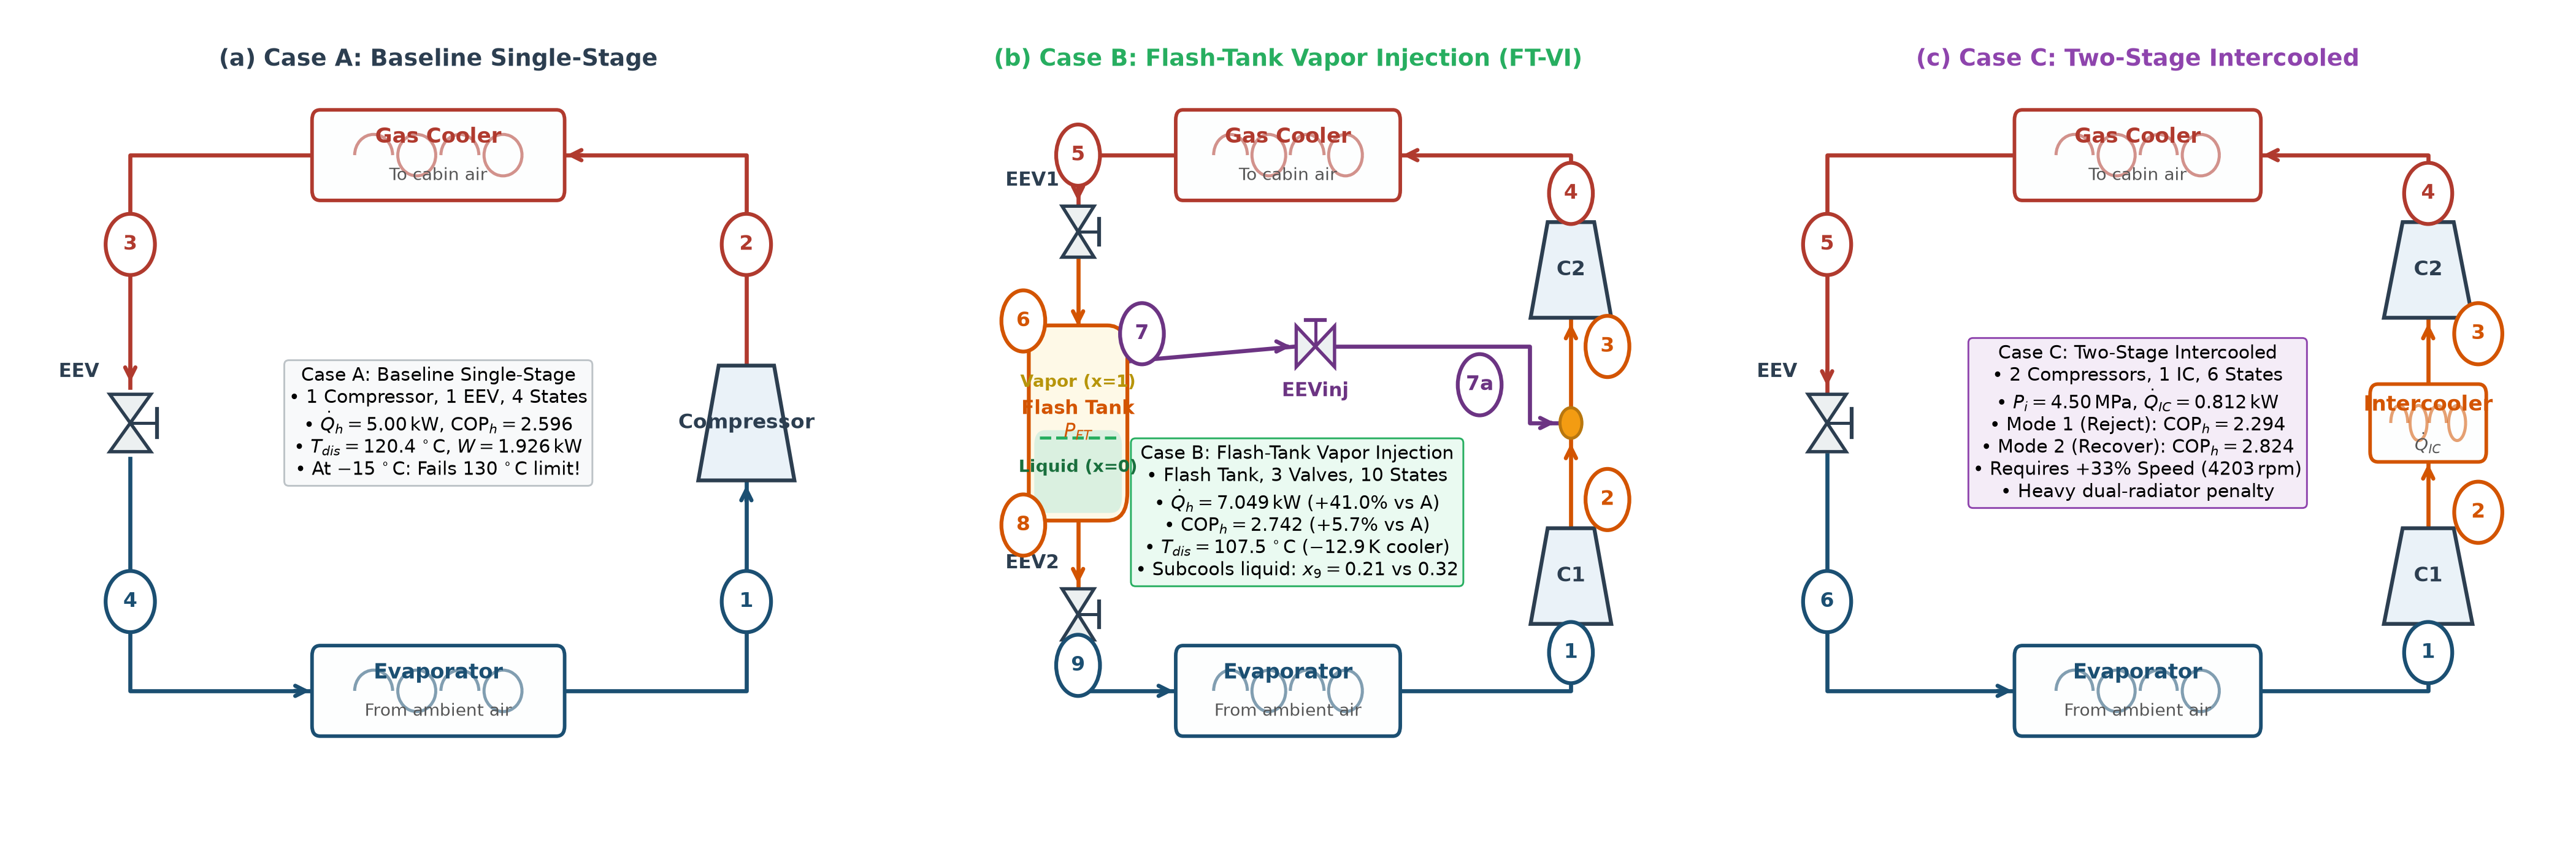 (a) Case A: Baseline Single-Stage
Gas Cooler
To cabin air
3
2
EEV
Case A: Baseline Single-Stage
• 1 Compressor, 1 EEV, 4 States
• Q̇h = 5.00 kW, COPh = 2.596
• Tdis = 120.4 °C, W = 1.926 kW
• At −15 °C: Fails 130 °C limit!
Compressor
4
1
Evaporator
From ambient air
(b) Case B: Flash-Tank Vapor Injection (FT-VI)
5
Gas Cooler
To cabin air
EEV1
4
C2
6
7
3
EEVinj
7a
Vapor (x=1)
Flash Tank
PFT
Liquid (x=0)
Case B: Flash-Tank Vapor Injection
• Flash Tank, 3 Valves, 10 States
• Q̇h = 7.049 kW (+41.0% vs A)
• COPh = 2.742 (+5.7% vs A)
• Tdis = 107.5 °C (−12.9 K cooler)
• Subcools liquid: x9 = 0.21 vs 0.32
2
8
EEV2
C1
9
1
Evaporator
From ambient air
(c) Case C: Two-Stage Intercooled
Gas Cooler
To cabin air
4
5
C2
3
EEV
Case C: Two-Stage Intercooled
• 2 Compressors, 1 IC, 6 States
• Pi = 4.50 MPa, Q̇IC = 0.812 kW
• Mode 1 (Reject): COPh = 2.294
• Mode 2 (Recover): COPh = 2.824
• Requires +33% Speed (4203 rpm)
• Heavy dual-radiator penalty
Intercooler
Q̇IC
2
C1
6
1
Evaporator
From ambient air